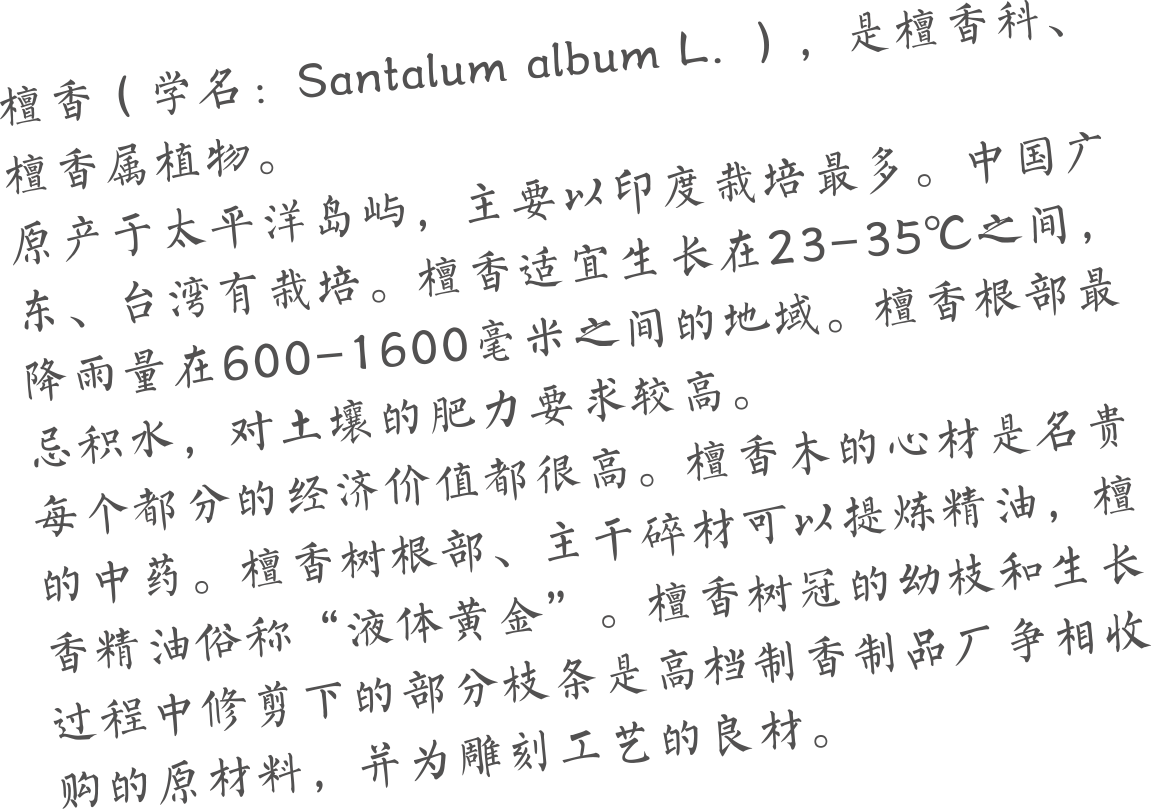 檀香（学名：Santalum album L. ），是檀香科、
檀香属植物。
原产于太平洋岛屿，主要以印度栽培最多。中国广
东、台湾有栽培。檀香适宜生长在23-35℃之间，
降雨量在600-1600毫米之间的地域。檀香根部最
忌积水，对土壤的肥力要求较高。
每个都分的经济价值都很高。檀香木的心材是名贵
的中药。檀香树根部、主干碎材可以提炼精油，檀
香精油俗称“液体黄金”。檀香树冠的幼枝和生长
过程中修剪下的部分枝条是高档制香制品厂争相收
购的原材料，并为雕刻工艺的良材。